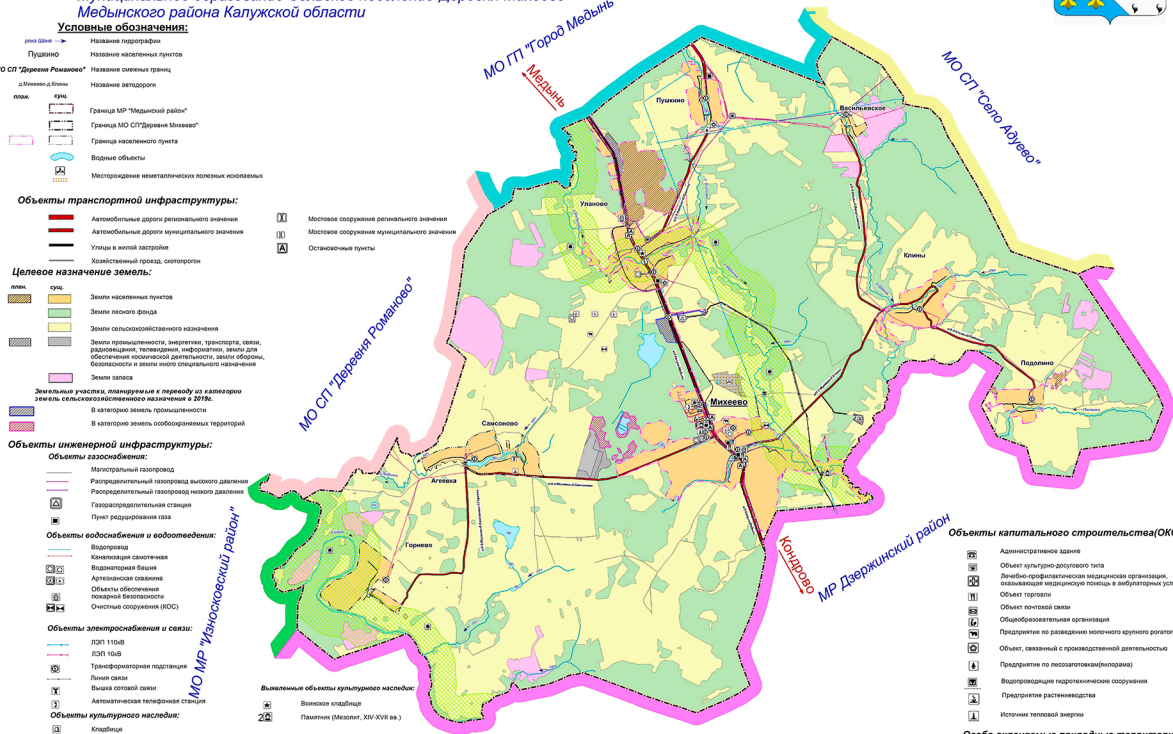 Медынского района Калужской области
Условные обозначения:
река Шаня
Название гидрографии
Пушкино
Название населенных пунктов
МО СП "Деревня Романово"
Название смежных границ
д.Михеево-д.Клины
Название автодороги
план.
сущ.
Граница МР "Медынский район"
Граница МО СП"Деревня Михеево"
Граница населенного пункта
Водные объекты
Месторождение неметаллических полезных ископаемых
Объекты транспортной инфраструктуры:
Автомобильные дороги регионального значения
Автомобильные дороги муниципального значения
Улицы в жилой застройке
Хозяйственный проезд, скотопрогон
Мостовое сооружение регионального значения
Мостовое сооружение муниципального значения
А
Остановочные пункты
Целевое назначение земель:
план.
сущ.
Земли населенных пунктов
Земли лесного фонда
Земли сельскохозяйственного назначения
Земли промышленности, энергетики, транспорта, связи,
радиовещания, телевидения, информатики, земли для
обеспечения космической деятельности, земли обороны,
безопасности и земли иного специального назначения
Земли запаса
Земельные участки, планируемые к переводу из категории
земель сельскохозяйственного назначения в 2019г.
В категорию земель промышленности
В категорию земель особоохраняемых территорий
Объекты инженерной инфраструктуры:
Объекты газоснабжения:
Магистральный газопровод
Распределительный газопровод высокого давления
Распределительный газопровод низкого давления
Газораспределительная станция
Пункт редуцирования газа
Объекты водоснабжения и водоотведения:
Водопровод
Канализация самотечная
Водонапорная башня
Артезианская скважина
Объекты обеспечения
пожарной безопасности
Очистные сооружения (КОС)
Объекты электроснабжения и связи:
ЛЭП 110кВ
ЛЭП 10кВ
Трансформаторная подстанция
Линия связи
Вышка сотовой связи
Автоматическая телефонная станция
Объекты культурного наследия:
Кладбище
Выявленные объекты культурного наследия:
Воинское кладбище
2
Памятник (Мезолит, XIV-XVII вв.)
МО ГП "Город Медынь"
Медынь
МО СП "Село Адуево"
МО СП "Деревня Романово"
МО МР "Износковский район"
МР Дзержинский район
Кондрово
Пушкино
Васильевское
Уланово
Клины
Подолино
Михеево
Самсоново
Агеевка
Горнево
Объекты капитального строительства(ОКС
Административное здание
Объект культурно-досугового типа
Лечебно-профилактическая медицинская организация,
оказывающая медицинскую помощь в амбулаторных
Объект торговли
Объект почтовой связи
Общеобразовательная организация
Предприятие по разведению молочного крупного
Объект, связанный с производственной деятельностью
Предприятие по лесозаготовкам(пилорама)
Водопроводящие гидротехнические сооружения
Предприятие растениеводства
Источник тепловой энергии